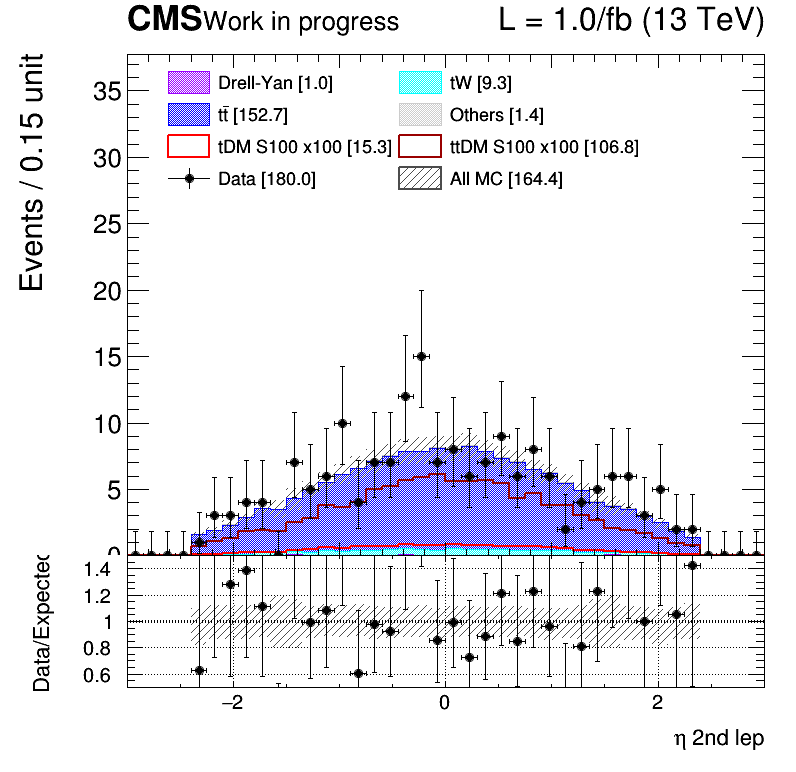 CMS Work in progress L = 1.0/fb (13 TeV)
Events / 0.15 unit
35
30
25
20
15
10
5
0
Drell-Yan [1.0] tW [9.3]
tt̄ [152.7] Others [1.4]
tDM S100 x100 [15.3] ttDM S100 x100 [106.8]
Data [180.0] All MC [164.4]
Data/Expected
1.4
1.2
1
0.8
0.6
−2 0 2
η 2nd lep